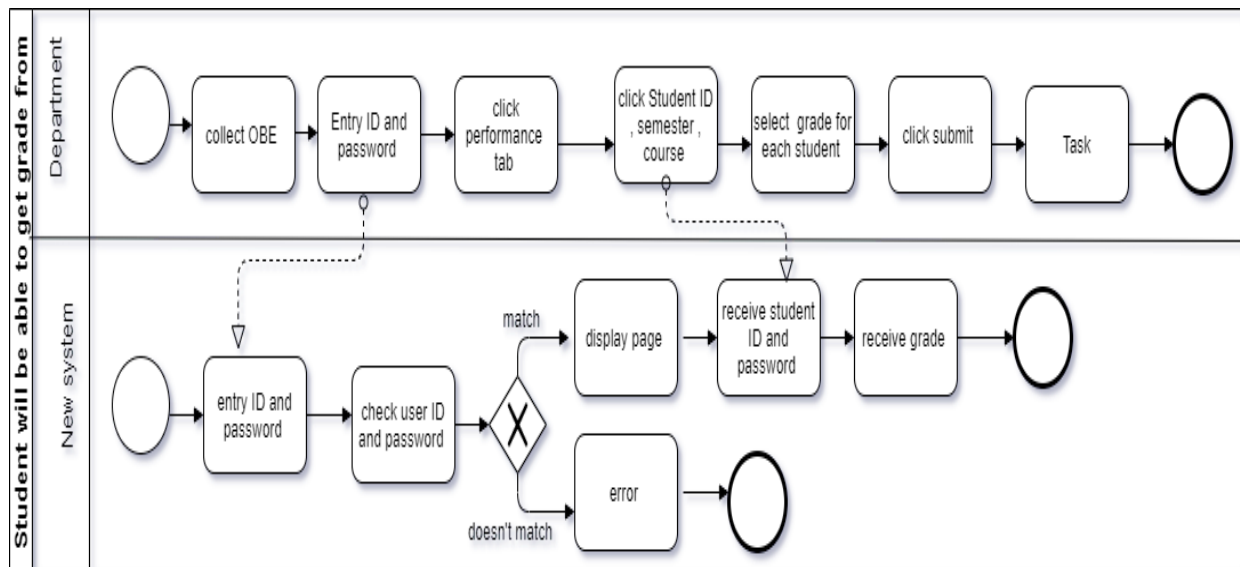 Student will be able to get grade from
Department
collect OBE
Entry ID and
password
click
performance
tab
click Student ID
, semester ,
course
select grade for
each student
click submit
Task
New system
entry ID and
password
check user ID
and password
match
doesn't match
display page
error
receive student
ID and
password
receive grade